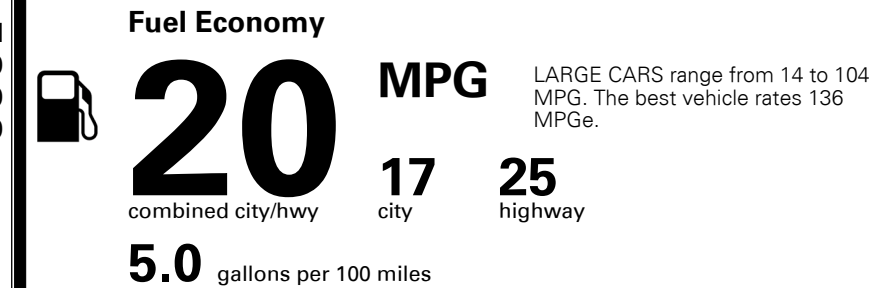 Fuel Economy
20 MPG
LARGE CARS range from 14 to 104
MPG. The best vehicle rates 136
MPGe.
17 25
combined city/hwy city highway
5.0 gallons per 100 miles